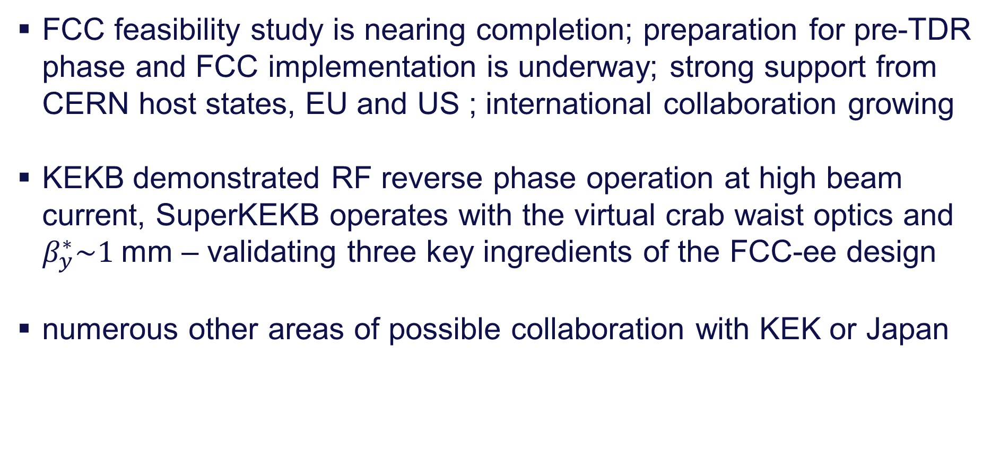 ▪ FCC feasibility study is nearing completion; preparation for pre-TDR
phase and FCC implementation is underway; strong support from
CERN host states, EU and US ; international collaboration growing
▪ KEKB demonstrated RF reverse phase operation at high beam
current, SuperKEKB operates with the virtual crab waist optics and
𝛽*y~1 mm – validating three key ingredients of the FCC-ee design
▪ numerous other areas of possible collaboration with KEK or Japan